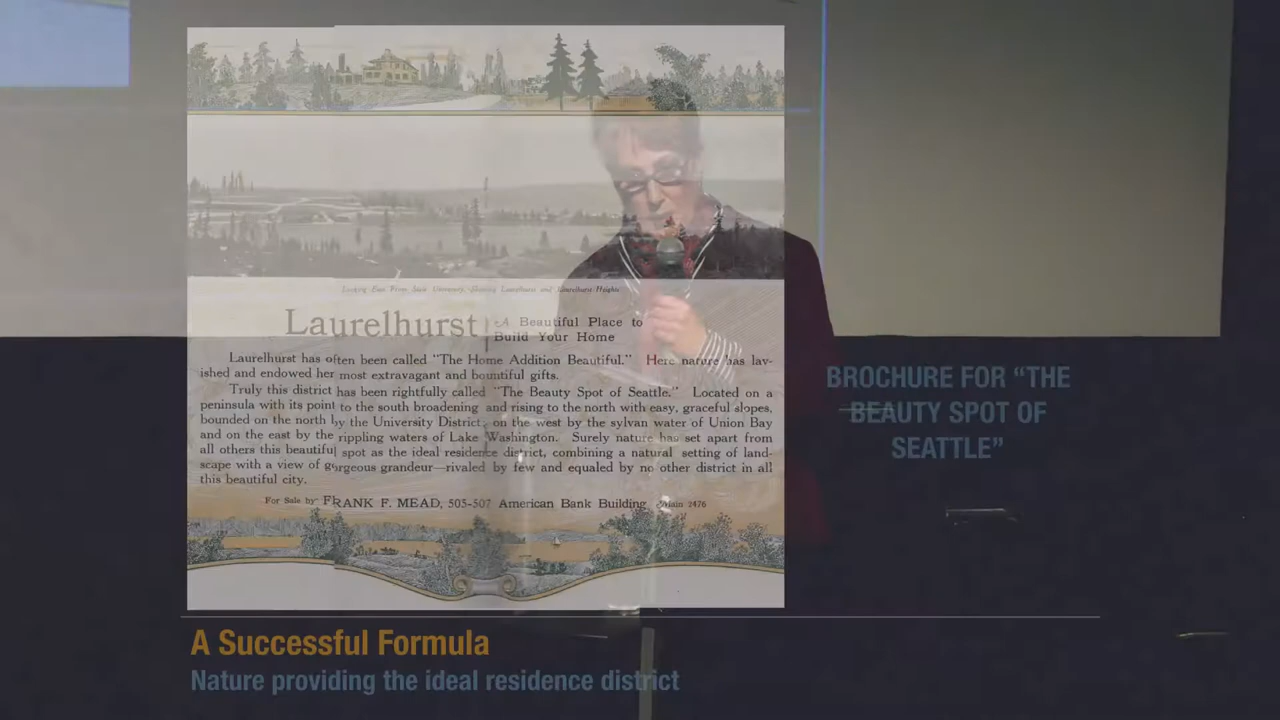 Looking East From State University, Showing Laurelhurst and Laurelhurst Heights
Laurelhurst
A Beautiful Place to
Build Your Home
Laurelhurst has often been called "The Home Addition Beautiful." Here nature has lav-
ished and endowed her most extravagant and bountiful gifts.
Truly this district has been rightfully called "The Beauty Spot of Seattle." Located on a
peninsula with its point to the south broadening and rising to the north with easy, graceful slopes,
bounded on the north by the University District, on the west by the sylvan water of Union Bay
and on the east by the rippling waters of Lake Washington. Surely nature has set apart from
all others this beautiful spot as the ideal residence district, combining a natural setting of land-
scape with a view of gorgeous grandeur—rivaled by few and equaled by no other district in all
this beautiful city.
For Sale by FRANK F. MEAD, 505-507 American Bank Building Main 2476
BROCHURE FOR “THE
BEAUTY SPOT OF
SEATTLE”
A Successful Formula
Nature providing the ideal residence district